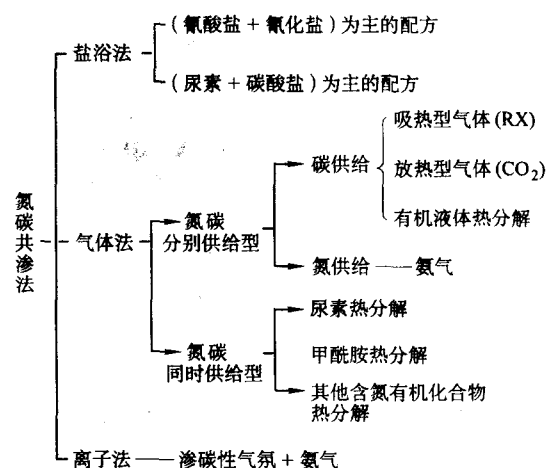 氮碳共渗法
盐浴法
(氰酸盐 + 氰化盐) 为主的配方
(尿素 + 碳酸盐) 为主的配方
气体法
氮碳
分别供给型
碳供给
吸热型气体 (RX)
放热型气体 (CO₂)
有机液体热分解
氮供给 —— 氨气
氮碳
同时供给型
尿素热分解
甲酰胺热分解
其他含氮有机化合物
热分解
离子法 —— 渗碳性气氛 + 氨气